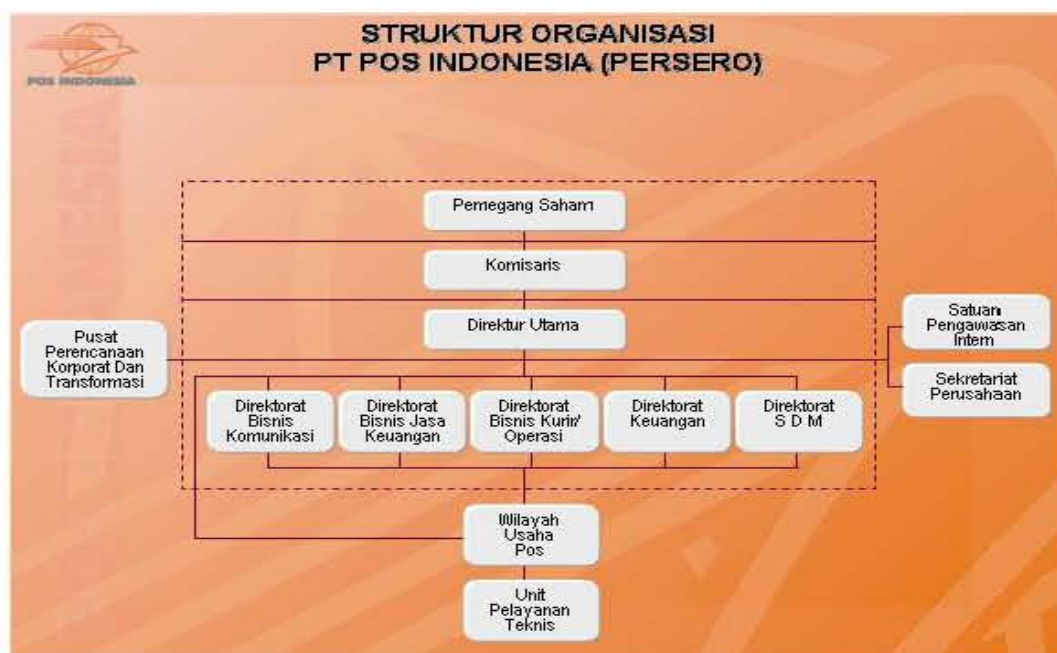 STRUKTUR ORGANISASI
PT POS INDONESIA (PERSERO)
POS INDONESIA
Pemegang Saham
Komisaris
Direktur Utama
Pusat
Perencanaan
Korporat Dan
Transformasi
Satuan
Pengawasan
Intern
Sekretariat
Perusahaan
Direktorat
Bisnis
Komunikasi
Direktorat
Bisnis Jasa
Keuangan
Direktorat
Bisnis Kurir/
Operasi
Direktorat
Keuangan
Direktorat
S D M
Wilayah
Usaha
Pos
Unit
Pelayanan
Teknis